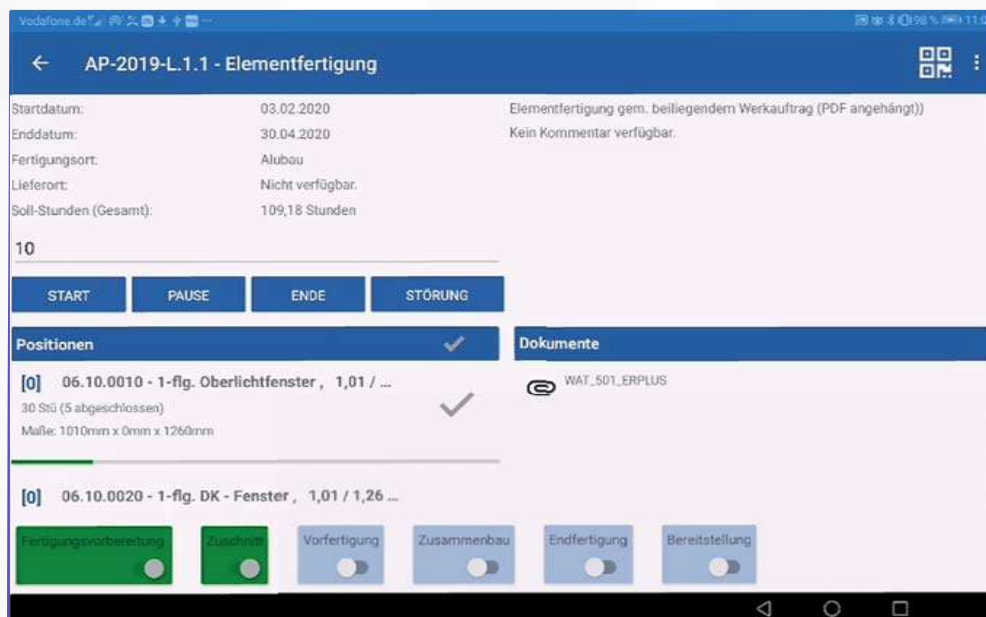 Vodafone.de
98 %
AP-2019-L.1.1 - Elementfertigung
Startdatum: 03.02.2020
Enddatum: 30.04.2020
Fertigungsort: Alubau
Lieferort: Nicht verfügbar.
Soll-Stunden (Gesamt): 109,18 Stunden
Elementfertigung gem. beiliegendem Werkauftrag (PDF angehängt))
Kein Kommentar verfügbar.
10
START PAUSE ENDE STÖRUNG
Positionen
[0] 06.10.0010 - 1-flg. Oberlichtfenster , 1,01 / ...
30 Stü (5 abgeschlossen)
Maße: 1010mm x 0mm x 1260mm
[0] 06.10.0020 - 1-flg. DK - Fenster , 1,01 / 1,26 ...
Dokumente
WAT_501_ERPLUS
Fertigungsvorbereitung Zuschnitt Vorfertigung Zusammenbau Endfertigung Bereitstellung